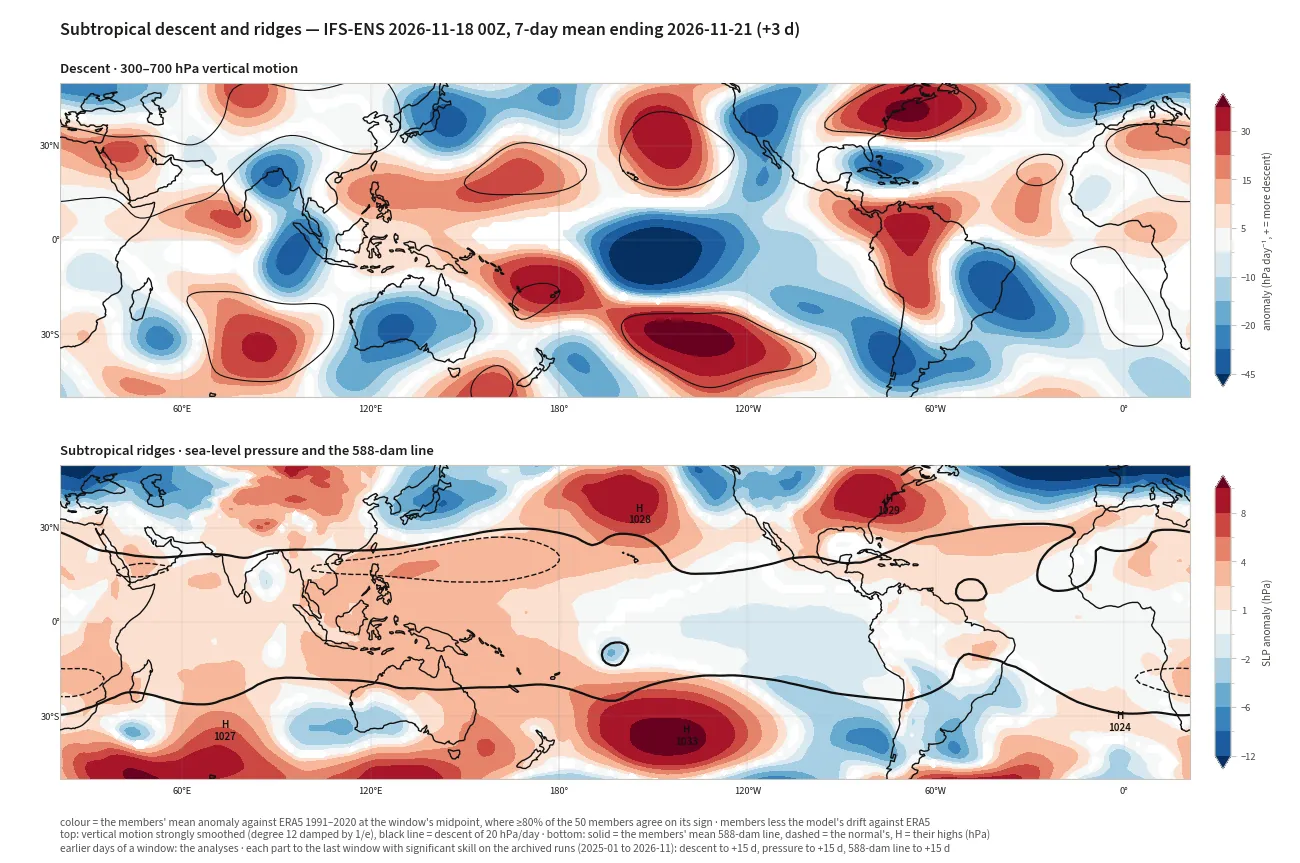 Subtropical descent and ridges — IFS-ENS 2026-11-18 00Z, 7-day mean ending 2026-11-21 (+3 d)
Descent · 300–700 hPa vertical motion
30°N
0°
30°S
60°E
120°E
180°
120°W
60°W
0°
30
15
5
−10
−20
−45
anomaly (hPa day⁻¹, + = more descent)
Subtropical ridges · sea-level pressure and the 588-dam line
H
1028
1029
H
1027
H
1033
H
1024
30°N
0°
30°S
60°E
120°E
180°
120°W
60°W
0°
8
4
1
−2
−6
−12
SLP anomaly (hPa)
colour = the members' mean anomaly against ERA5 1991–2020 at the window's midpoint, where ≥80% of the 50 members agree on its sign · members less the model's drift against ERA5
top: vertical motion strongly smoothed (degree 12 damped by 1/e), black line = descent of 20 hPa/day · bottom: solid = the members' mean 588-dam line, dashed = the normal's, H = their highs (hPa)
earlier days of a window: the analyses · each part to the last window with significant skill on the archived runs (2025-01 to 2026-11): descent to +15 d, pressure to +15 d, 588-dam line to +15 d